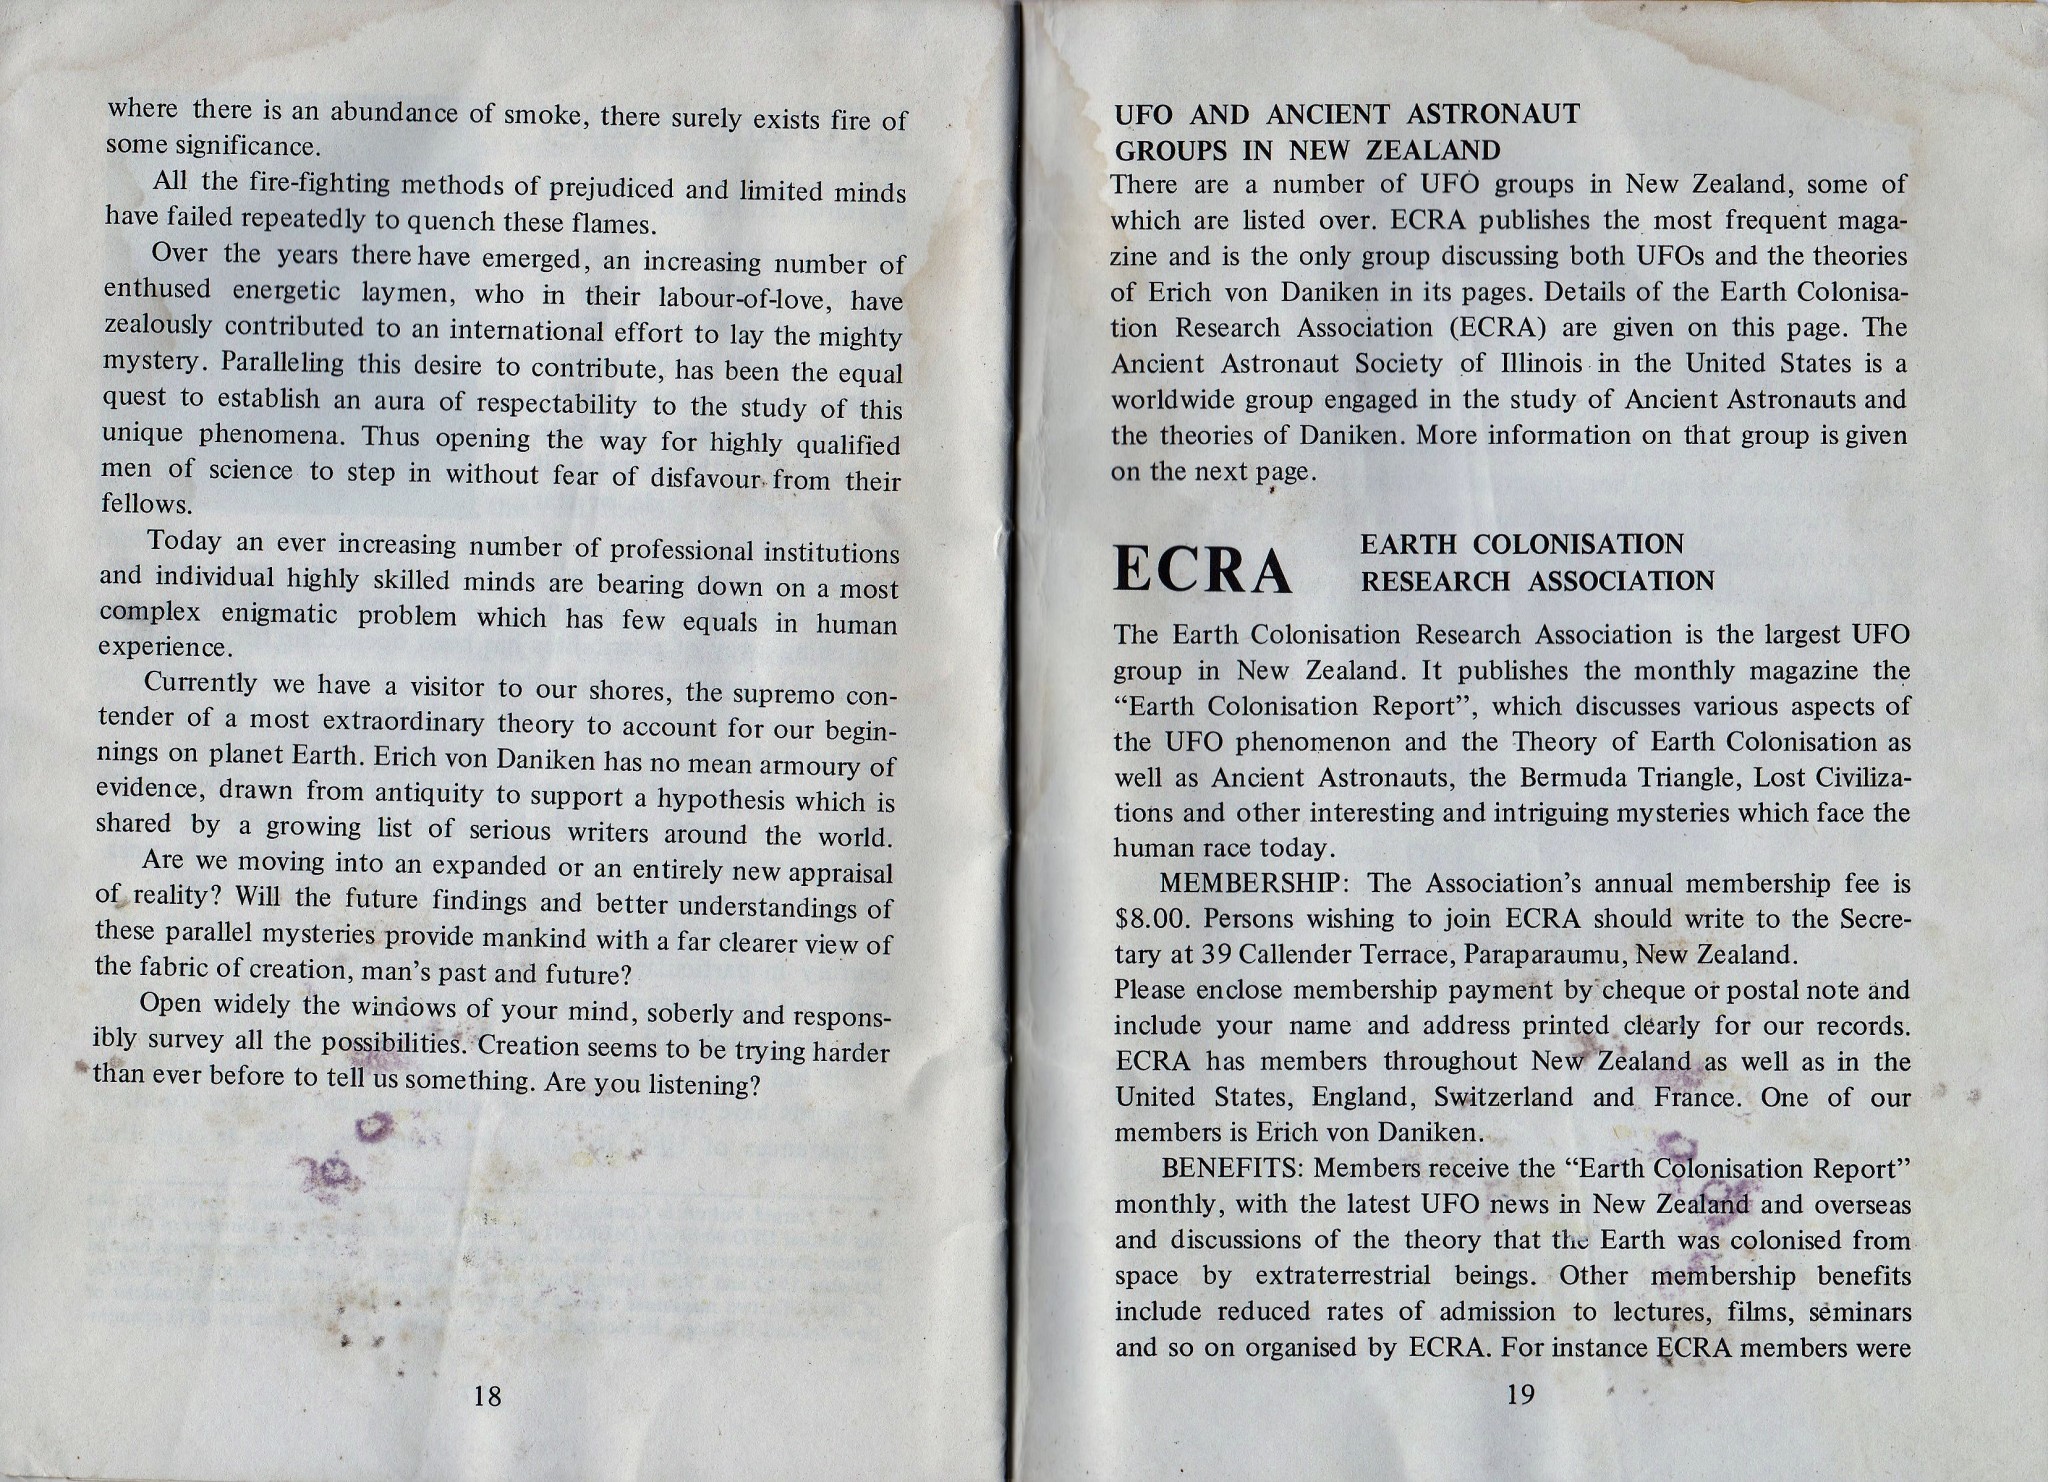 where there is an abundance of smoke, there surely exists fire of
some significance.
All the fire-fighting methods of prejudiced and limited minds
have failed repeatedly to quench these flames.
Over the years there have emerged, an increasing number of
enthused energetic laymen, who in their labour-of-love, have
zealously contributed to an international effort to lay the mighty
mystery. Paralleling this desire to contribute, has been the equal
quest to establish an aura of respectability to the study of this
unique phenomena. Thus opening the way for highly qualified
men of science to step in without fear of disfavour from their
fellows.
Today an ever increasing number of professional institutions
and individual highly skilled minds are bearing down on a most
complex enigmatic problem which has few equals in human
experience.
Currently we have a visitor to our shores, the supremo con-
tender of a most extraordinary theory to account for our begin-
nings on planet Earth. Erich von Daniken has no mean armoury of
evidence, drawn from antiquity to support a hypothesis which is
shared by a growing list of serious writers around the world.
Are we moving into an expanded or an entirely new appraisal
of reality? Will the future findings and better understandings of
these parallel mysteries provide mankind with a far clearer view of
the fabric of creation, man's past and future?
Open widely the windows of your mind, soberly and respons-
ibly survey all the possibilities. Creation seems to be trying harder
than ever before to tell us something. Are you listening?
18
UFO AND ANCIENT ASTRONAUT
GROUPS IN NEW ZEALAND
There are a number of UFO groups in New Zealand, some of
which are listed over. ECRA publishes the most frequent maga-
zine and is the only group discussing both UFOs and the theories
of Erich von Daniken in its pages. Details of the Earth Colonisa-
tion Research Association (ECRA) are given on this page. The
Ancient Astronaut Society of Illinois in the United States is a
worldwide group engaged in the study of Ancient Astronauts and
the theories of Daniken. More information on that group is given
on the next page.
ECRA EARTH COLONISATION
RESEARCH ASSOCIATION
The Earth Colonisation Research Association is the largest UFO
group in New Zealand. It publishes the monthly magazine the
"Earth Colonisation Report", which discusses various aspects of
the UFO phenomenon and the Theory of Earth Colonisation as
well as Ancient Astronauts, the Bermuda Triangle, Lost Civiliza-
tions and other interesting and intriguing mysteries which face the
human race today.
MEMBERSHIP: The Association's annual membership fee is
$8.00. Persons wishing to join ECRA should write to the Secre-
tary at 39 Callender Terrace, Paraparaumu, New Zealand.
Please enclose membership payment by cheque or postal note and
include your name and address printed clearly for our records.
ECRA has members throughout New Zealand as well as in the
United States, England, Switzerland and France. One of our
members is Erich von Daniken.
BENEFITS: Members receive the "Earth Colonisation Report"
monthly, with the latest UFO news in New Zealand and overseas
and discussions of the theory that the Earth was colonised from
space by extraterrestrial beings. Other membership benefits
include reduced rates of admission to lectures, films, seminars
and so on organised by ECRA. For instance ECRA members were
19